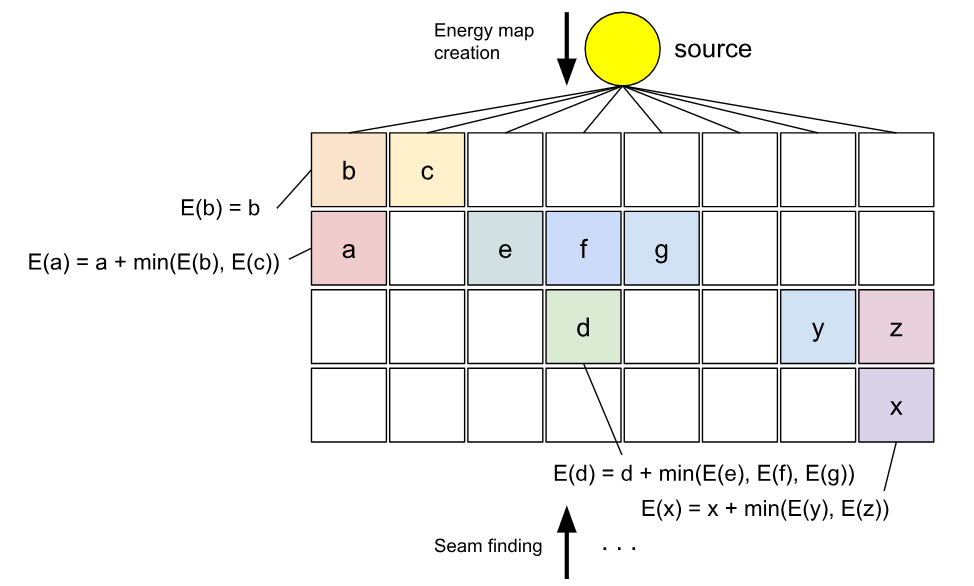 Energy map
creation
source
b
c
E(b) = b
a
e
f
g
E(a) = a + min(E(b), E(c))
d
y
z
x
E(d) = d + min(E(e), E(f), E(g))
E(x) = x + min(E(y), E(z))
Seam finding
. . .